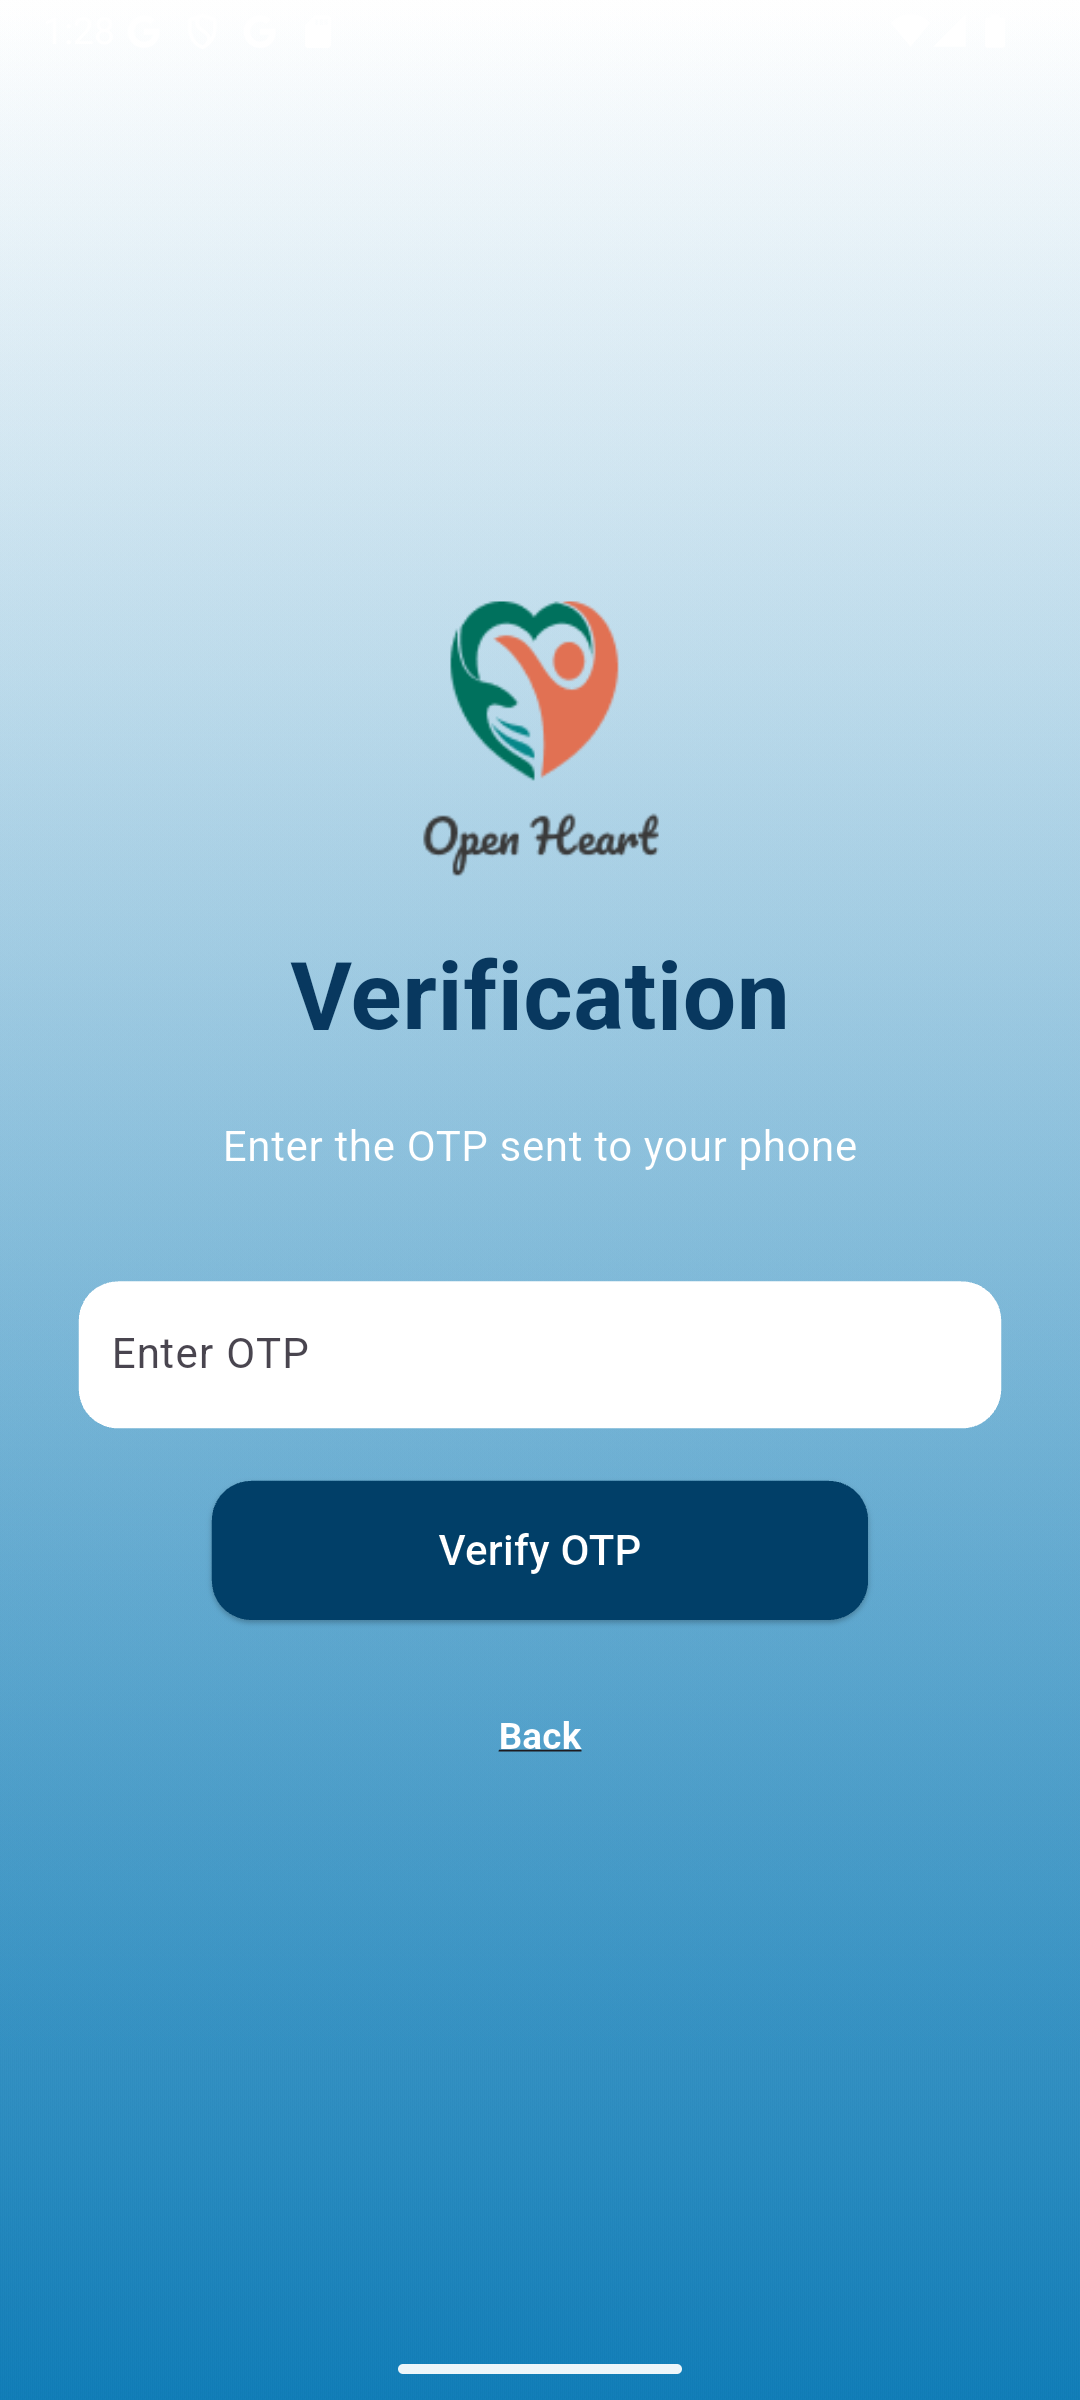 Open Heart
Verification
Enter the OTP sent to your phone
Enter OTP
Verify OTP
Back